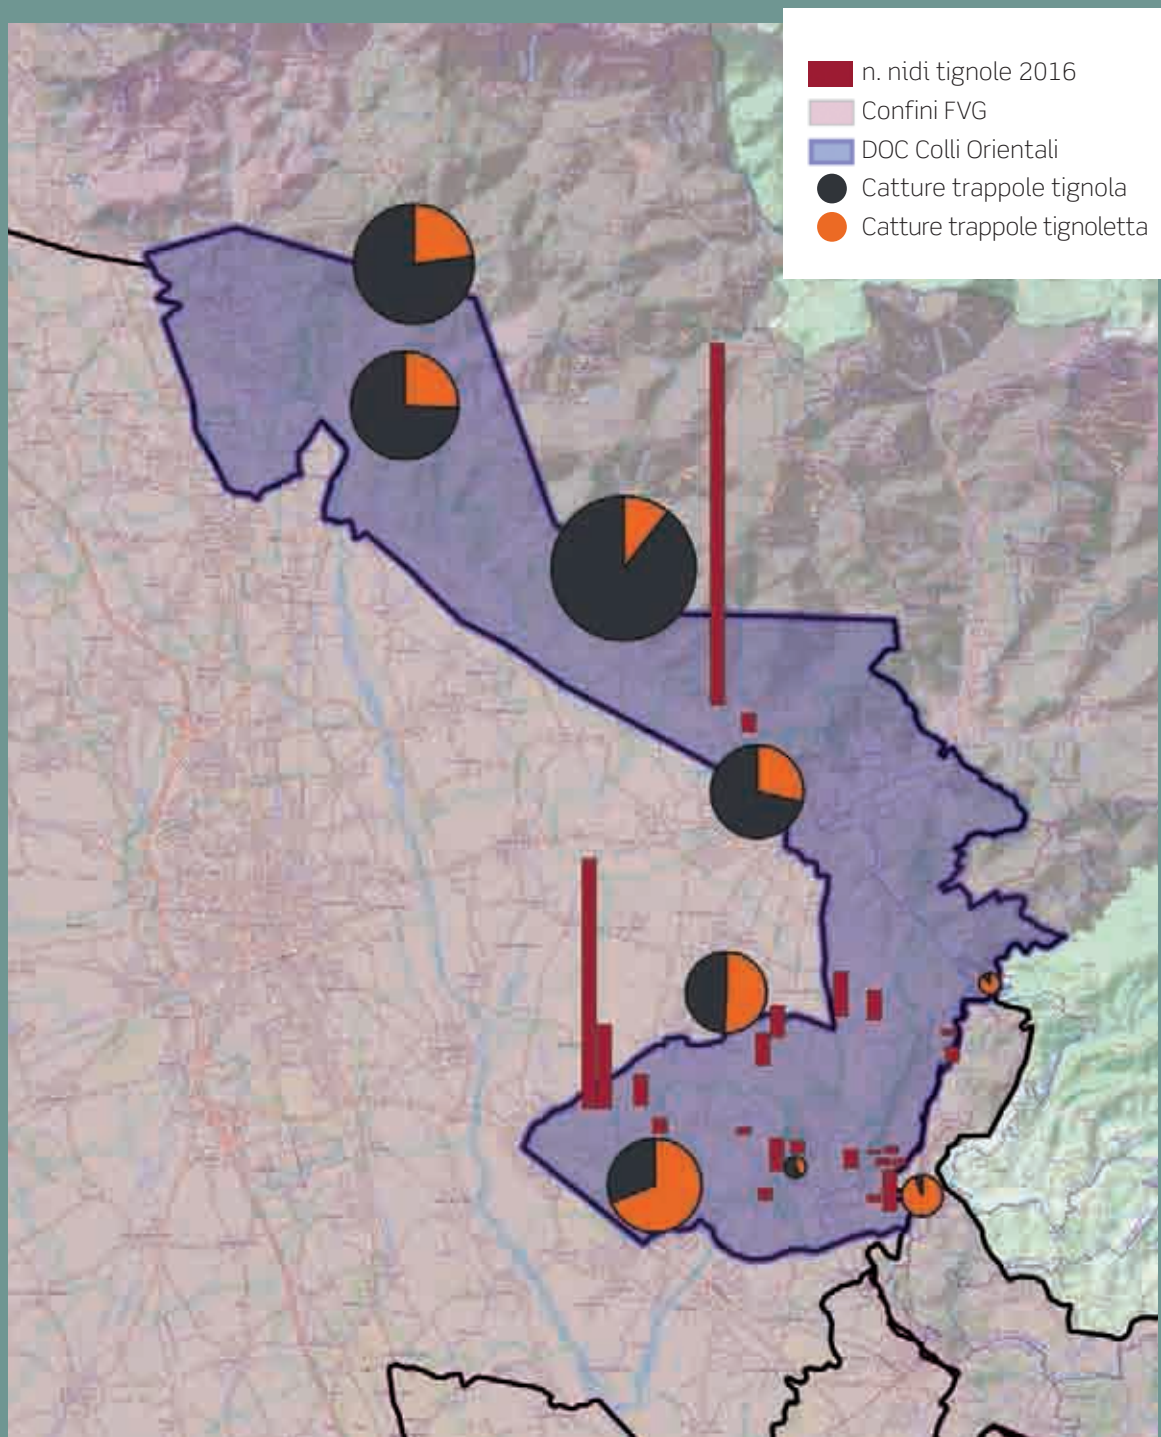 n. nidi tignole 2016
Confini FVG
DOC Colli Orientali
Catture trappole tignola
Catture trappole tignoletta